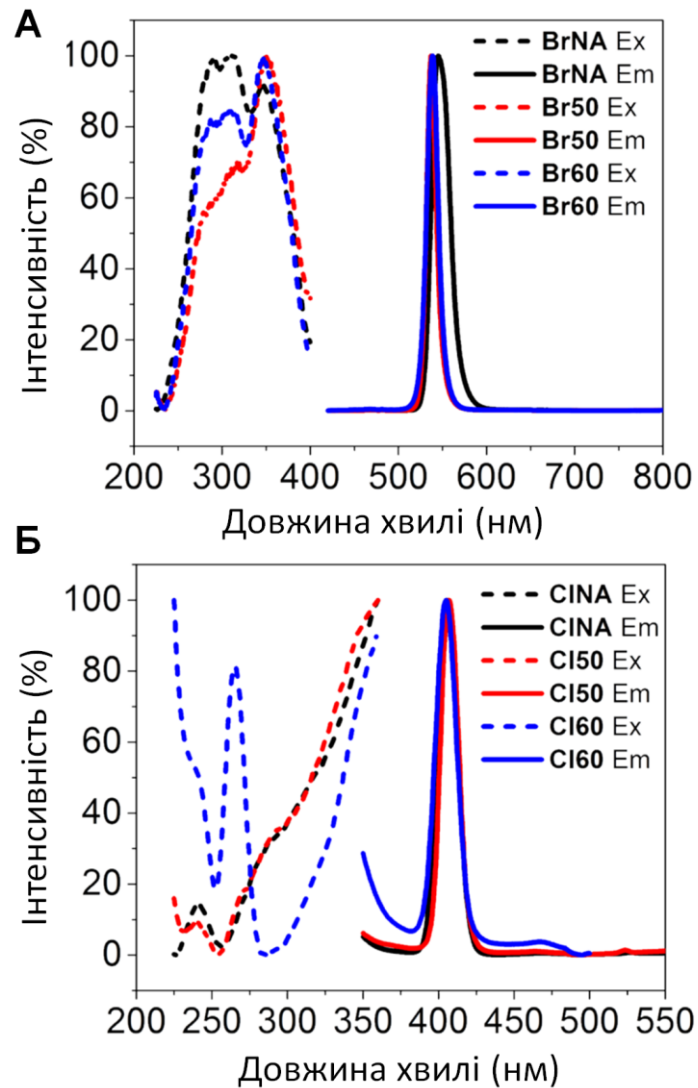 А
BrNA Ex
BrNA Em
Br50 Ex
Br50 Em
Br60 Ex
Br60 Em
Інтенсивність (%)
100
80
60
40
20
0
200 300 400 500 600 700 800
Довжина хвилі (нм)
Б
ClNA Ex
ClNA Em
Cl50 Ex
Cl50 Em
Cl60 Ex
Cl60 Em
Інтенсивність (%)
100
80
60
40
20
0
200 250 300 350 400 450 500 550
Довжина хвилі (нм)